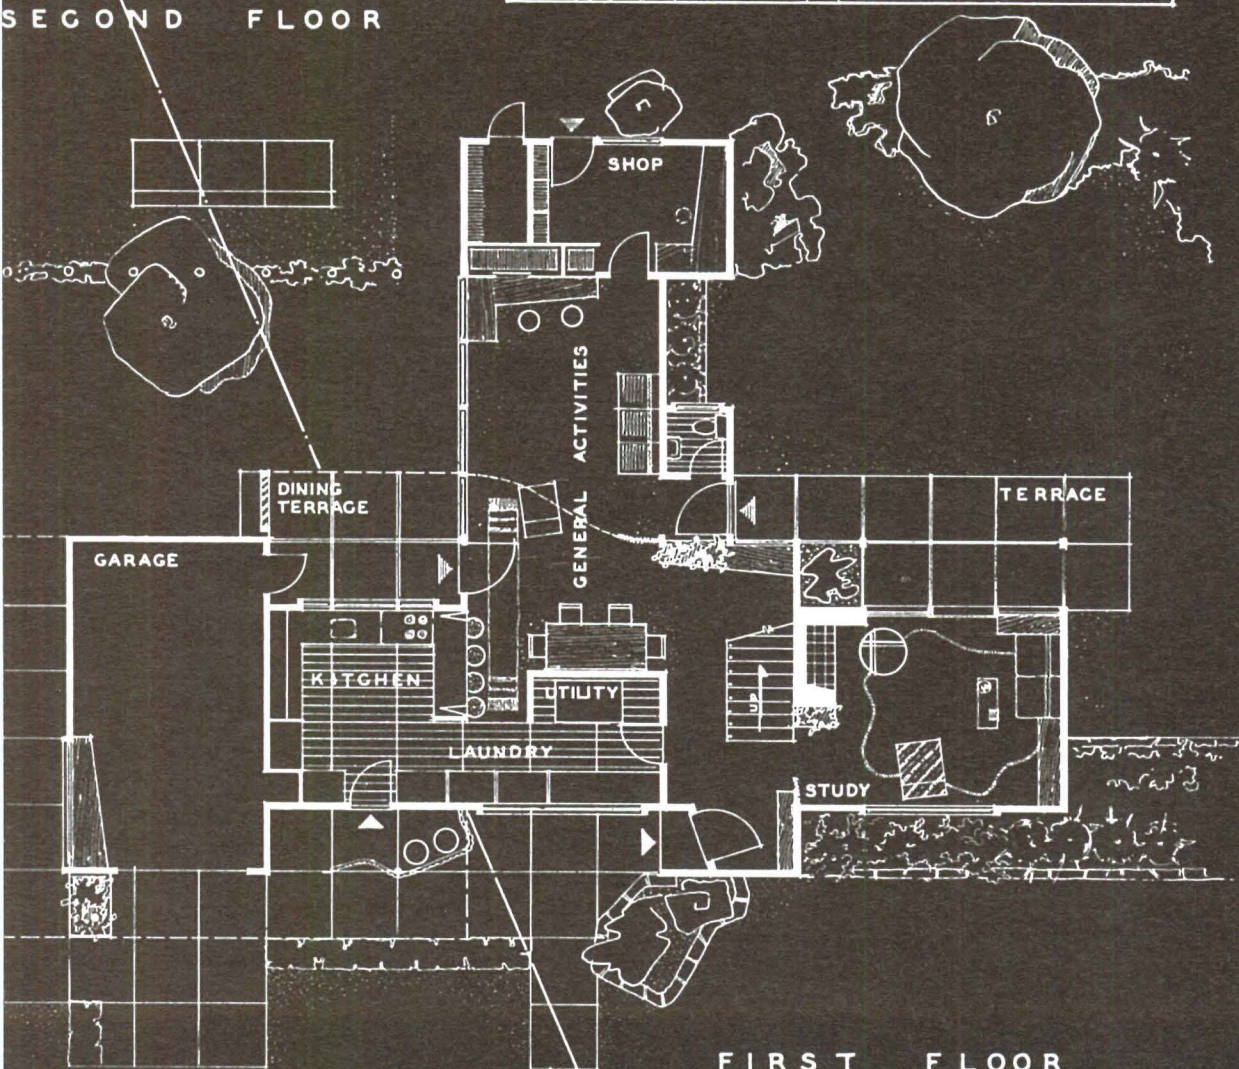 SECOND FLOOR
SHOP
GENERAL ACTIVITIES
DINING
TERRACE
TERRACE
GARAGE
KITCHEN
UTILITY
UP
LAUNDRY
STUDY
FIRST FLOOR